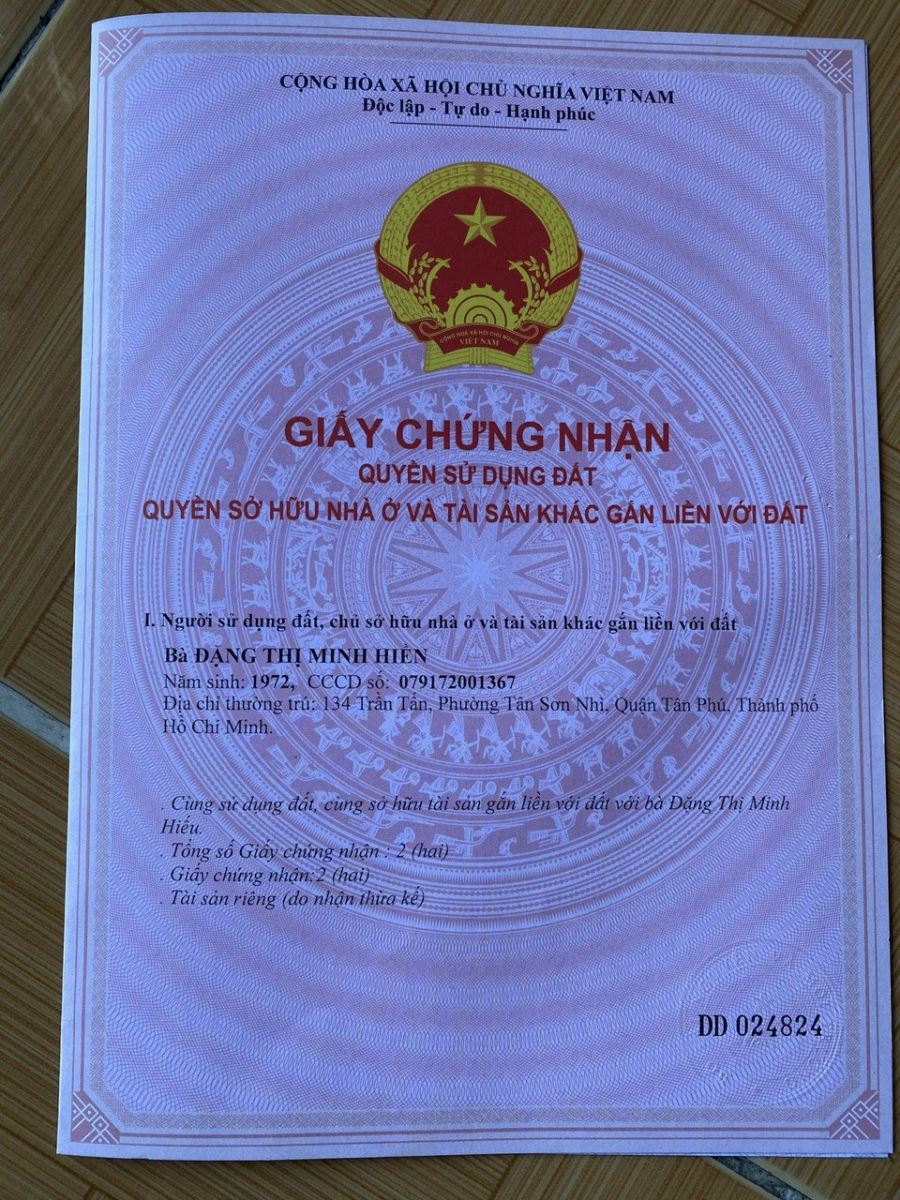 CỘNG HÒA XÃ HỘI CHỦ NGHĨA VIỆT NAM
Độc lập - Tự do - Hạnh phúc
CỘNG HÒA XÃ HỘI CHỦ NGHĨA
VIỆT NAM
GIẤY CHỨNG NHẬN
QUYỀN SỬ DỤNG ĐẤT
QUYỀN SỞ HỮU NHÀ Ở VÀ TÀI SẢN KHÁC GẮN LIỀN VỚI ĐẤT
I. Người sử dụng đất, chủ sở hữu nhà ở và tài sản khác gắn liền với đất
Bà ĐẶNG THỊ MINH HIỀN
Năm sinh: 1972, CCCD số: 079172001367
Địa chỉ thường trú: 134 Trần Tấn, Phường Tân Sơn Nhì, Quận Tân Phú, Thành phố
Hồ Chí Minh.
. Cùng sử dụng đất, cùng sở hữu tài sản gắn liền với đất với bà Đặng Thị Minh
Hiếu.
. Tổng số Giấy chứng nhận : 2 (hai)
. Giấy chứng nhận:2 (hai)
. Tài sản riêng (do nhận thừa kế)
DD 024824